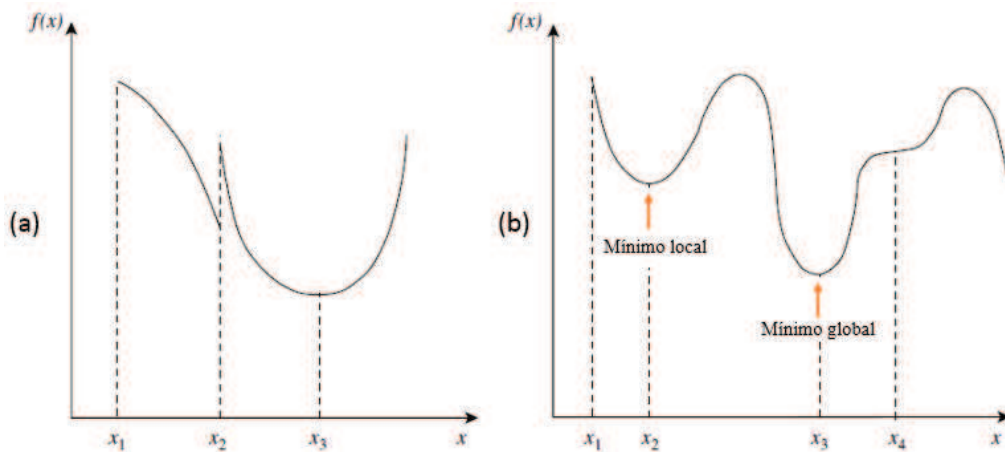 f(x)
(a)
x₁ x₂ x₃ x
f(x)
(b)
Mínimo local
Mínimo global
x₁ x₂ x₃ x₄ x